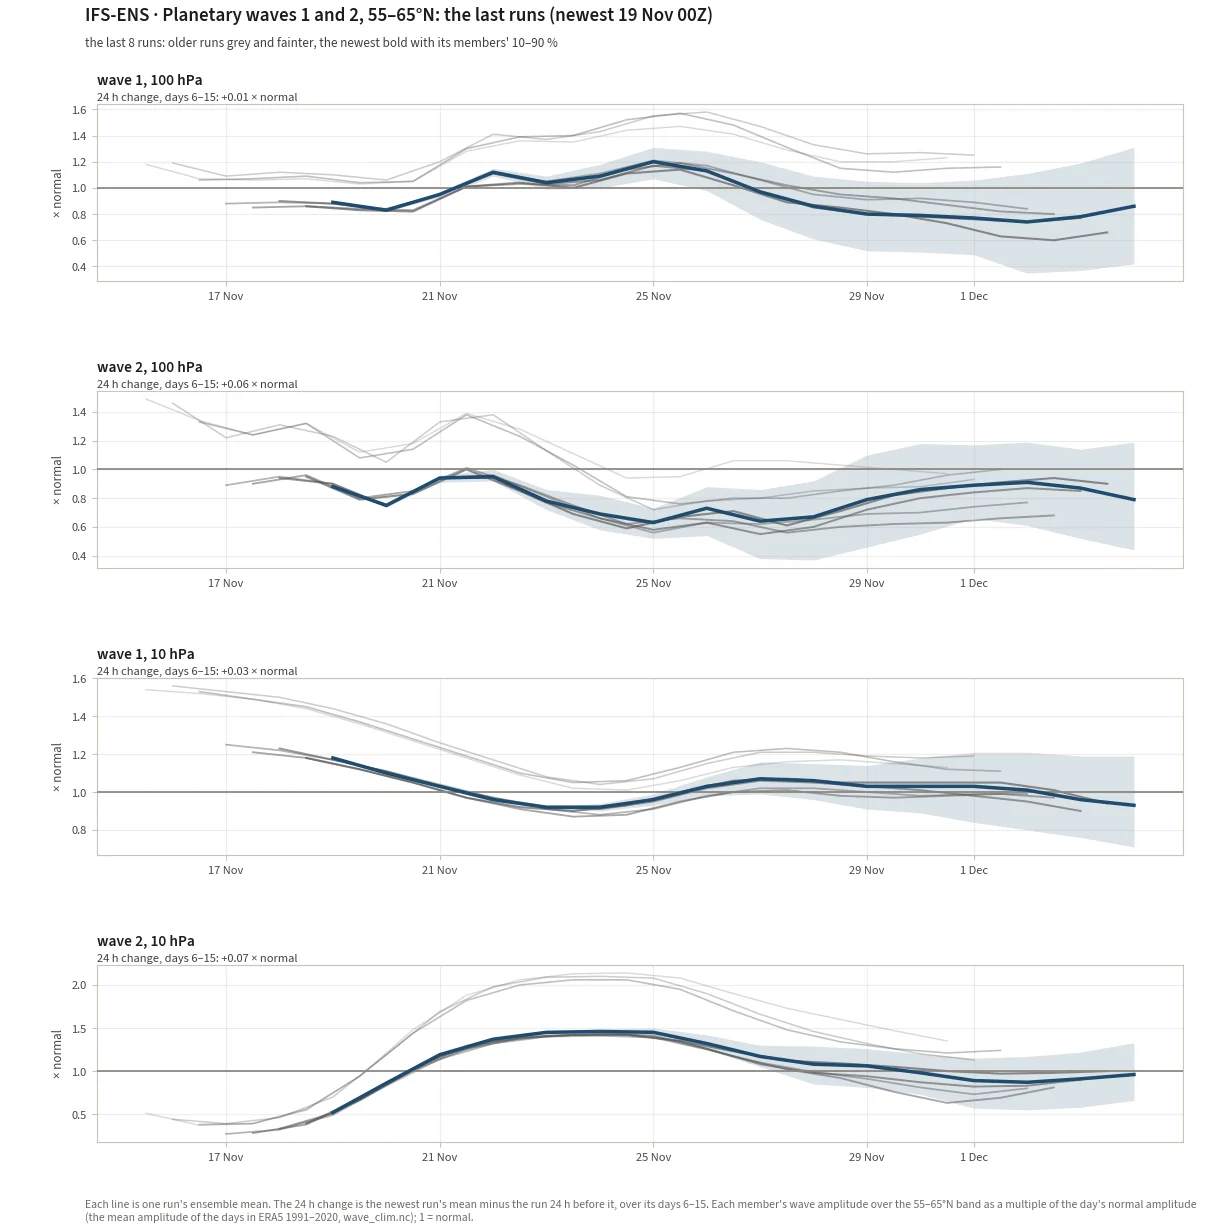 IFS-ENS · Planetary waves 1 and 2, 55–65°N: the last runs (newest 19 Nov 00Z)
the last 8 runs: older runs grey and fainter, the newest bold with its members' 10–90 %
wave 1, 100 hPa
24 h change, days 6–15: +0.01 × normal
1.6
1.4
1.2
1.0
0.8
0.6
0.4
× normal
17 Nov
21 Nov
25 Nov
29 Nov
1 Dec
wave 2, 100 hPa
24 h change, days 6–15: +0.06 × normal
1.4
1.2
1.0
0.8
0.6
0.4
× normal
17 Nov
21 Nov
25 Nov
29 Nov
1 Dec
wave 1, 10 hPa
24 h change, days 6–15: +0.03 × normal
1.6
1.4
1.2
1.0
0.8
× normal
17 Nov
21 Nov
25 Nov
29 Nov
1 Dec
wave 2, 10 hPa
24 h change, days 6–15: +0.07 × normal
2.0
1.5
1.0
0.5
× normal
17 Nov
21 Nov
25 Nov
29 Nov
1 Dec
Each line is one run's ensemble mean. The 24 h change is the newest run's mean minus the run 24 h before it, over its days 6–15. Each member's wave amplitude over the 55–65°N band as a multiple of the day's normal amplitude
(the mean amplitude of the days in ERA5 1991–2020, wave_clim.nc); 1 = normal.